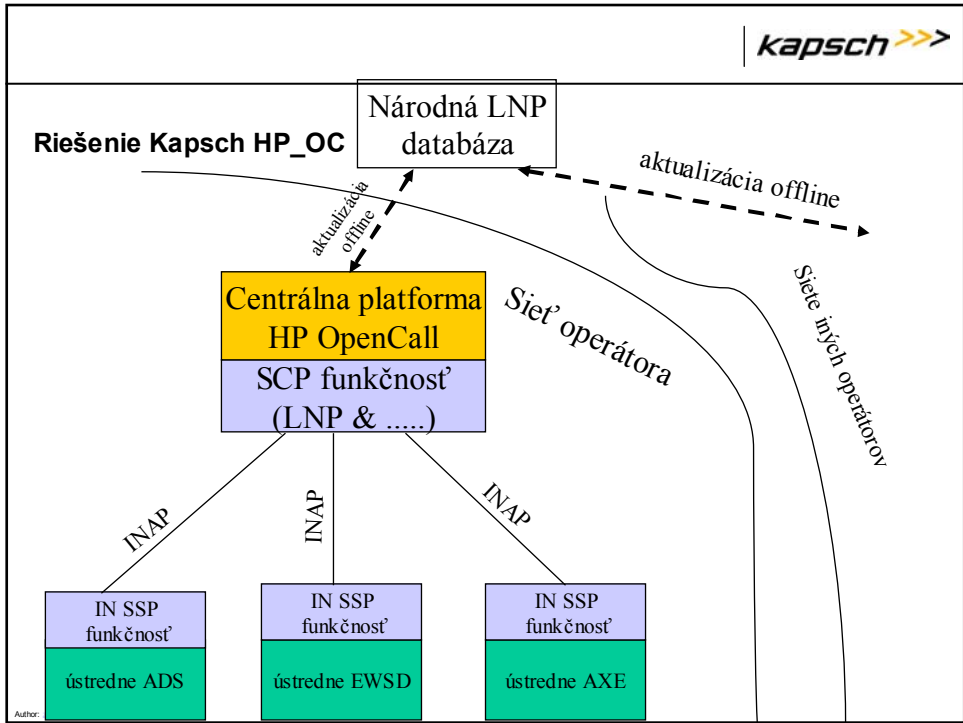 kapsch >>>
Riešenie Kapsch HP_OC
Národná LNP
databáza
aktualizácia
offline
aktualizácia offline
Centrálna platforma
HP OpenCall
SCP funkčnosť
(LNP & .....)
Sieť operátora
Siete iných operátorov
INAP
INAP
INAP
IN SSP
funkčnosť
ústredne ADS
IN SSP
funkčnosť
ústredne EWSD
IN SSP
funkčnosť
ústredne AXE
Author: